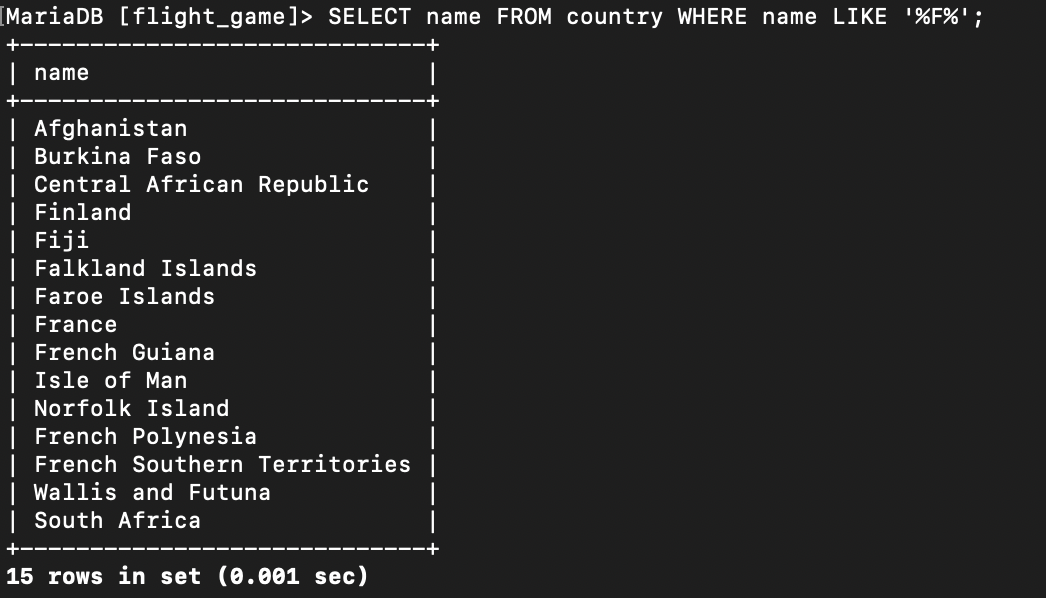 [MariaDB [flight_game]> SELECT name FROM country WHERE name LIKE '%F%';
+-----------------------------+
| name                        |
+-----------------------------+
| Afghanistan                 |
| Burkina Faso                |
| Central African Republic    |
| Finland                     |
| Fiji                        |
| Falkland Islands            |
| Faroe Islands               |
| France                      |
| French Guiana               |
| Isle of Man                 |
| Norfolk Island              |
| French Polynesia            |
| French Southern Territories |
| Wallis and Futuna           |
| South Africa                |
+-----------------------------+
15 rows in set (0.001 sec)